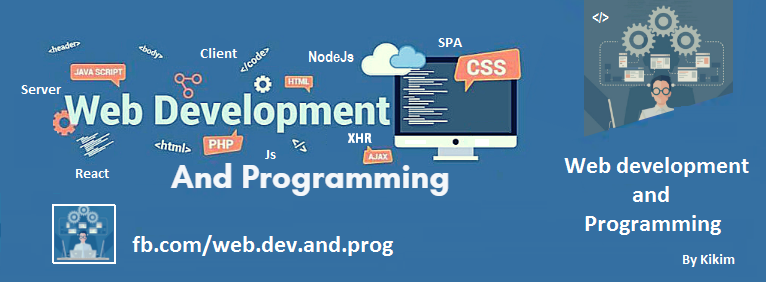 <header>
<body>
Client
</code>
NodeJs
SPA
</>
JAVA SCRIPT
HTML
CSS
Server
Web Development
<html>
PHP
Js
XHR
AJAX
React
And Programming
fb.com/web.dev.and.prog
Web development
and
Programming
By Kikim